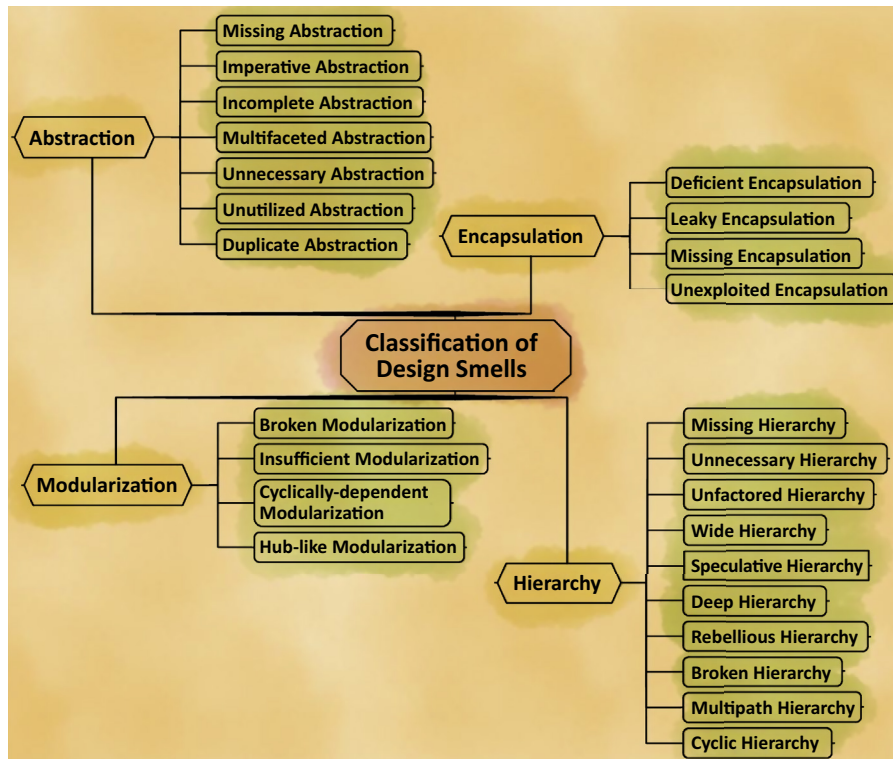 Missing Abstraction
Imperative Abstraction
Incomplete Abstraction
Abstraction
Multifaceted Abstraction
Unnecessary Abstraction
Unutilized Abstraction
Duplicate Abstraction
Encapsulation
Deficient Encapsulation
Leaky Encapsulation
Missing Encapsulation
Unexploited Encapsulation
Classification of
Design Smells
Modularization
Broken Modularization
Insufficient Modularization
Cyclically-dependent
Modularization
Hub-like Modularization
Hierarchy
Missing Hierarchy
Unnecessary Hierarchy
Unfactored Hierarchy
Wide Hierarchy
Speculative Hierarchy
Deep Hierarchy
Rebellious Hierarchy
Broken Hierarchy
Multipath Hierarchy
Cyclic Hierarchy